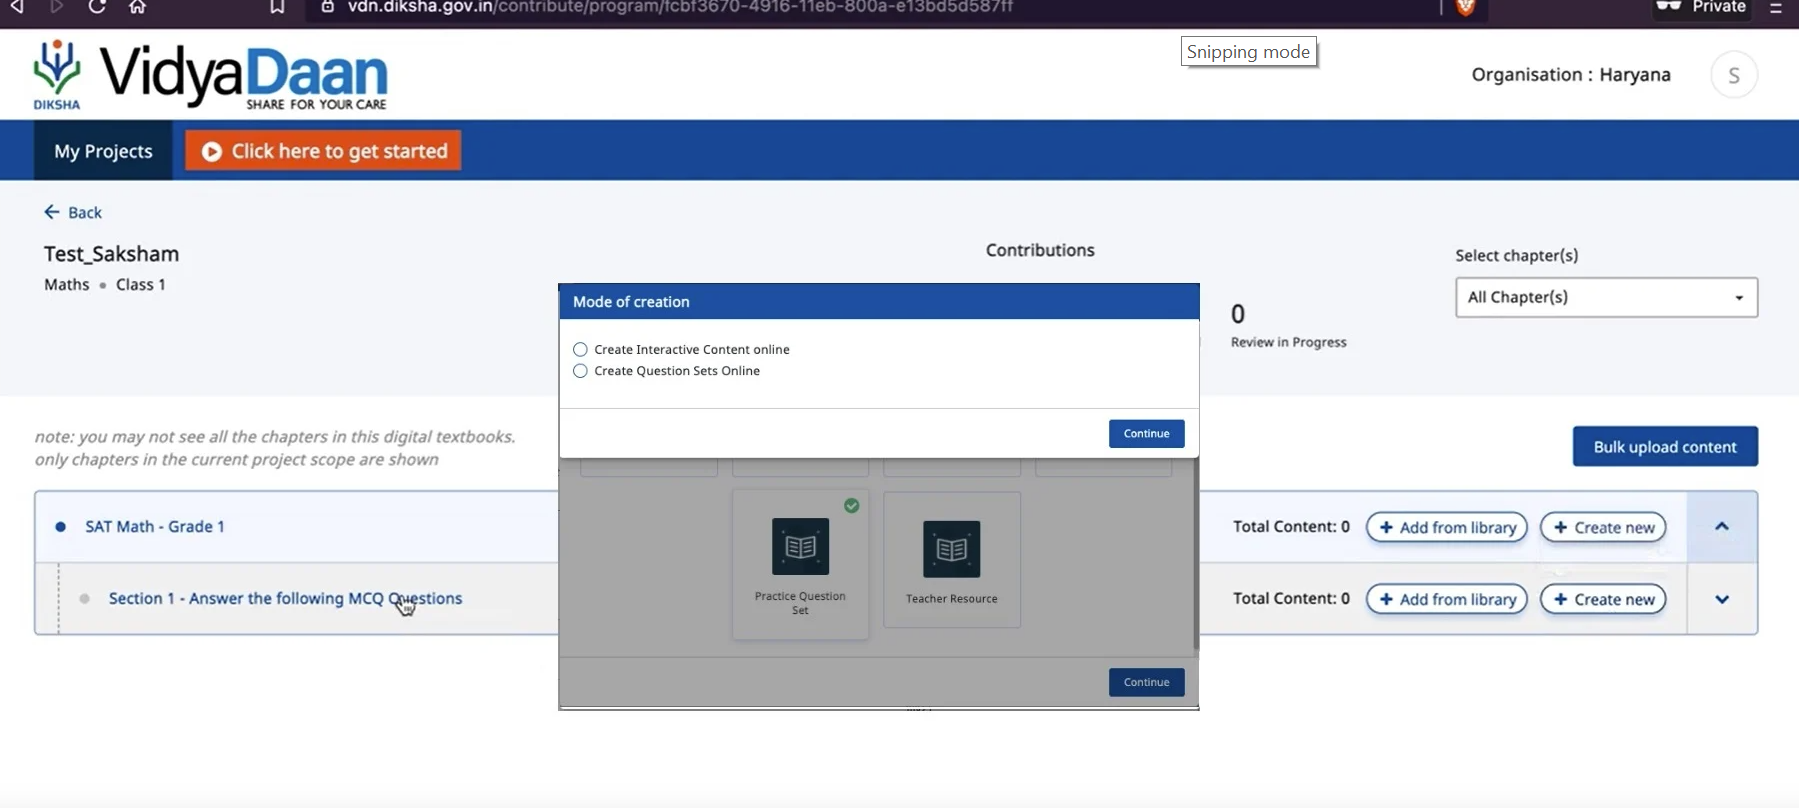 vdn.diksha.gov.in/contribute/program/fcbf3670-4916-11eb-800a-e13bd5d587ff
Private
Snipping mode
DIKSHA
VidyaDaan
SHARE FOR YOUR CARE
Organisation : Haryana
S
My Projects
Click here to get started
Back
Test_Saksham
Maths • Class 1
Contributions
0
Review in Progress
Select chapter(s)
All Chapter(s)
Mode of creation
Create Interactive Content online
Create Question Sets Online
Continue
note: you may not see all the chapters in this digital textbooks.
only chapters in the current project scope are shown
Bulk upload content
SAT Math - Grade 1
Total Content: 0
+ Add from library
+ Create new
Section 1 - Answer the following MCQ Questions
Total Content: 0
+ Add from library
+ Create new
Practice Question
Set
Teacher Resource
Continue